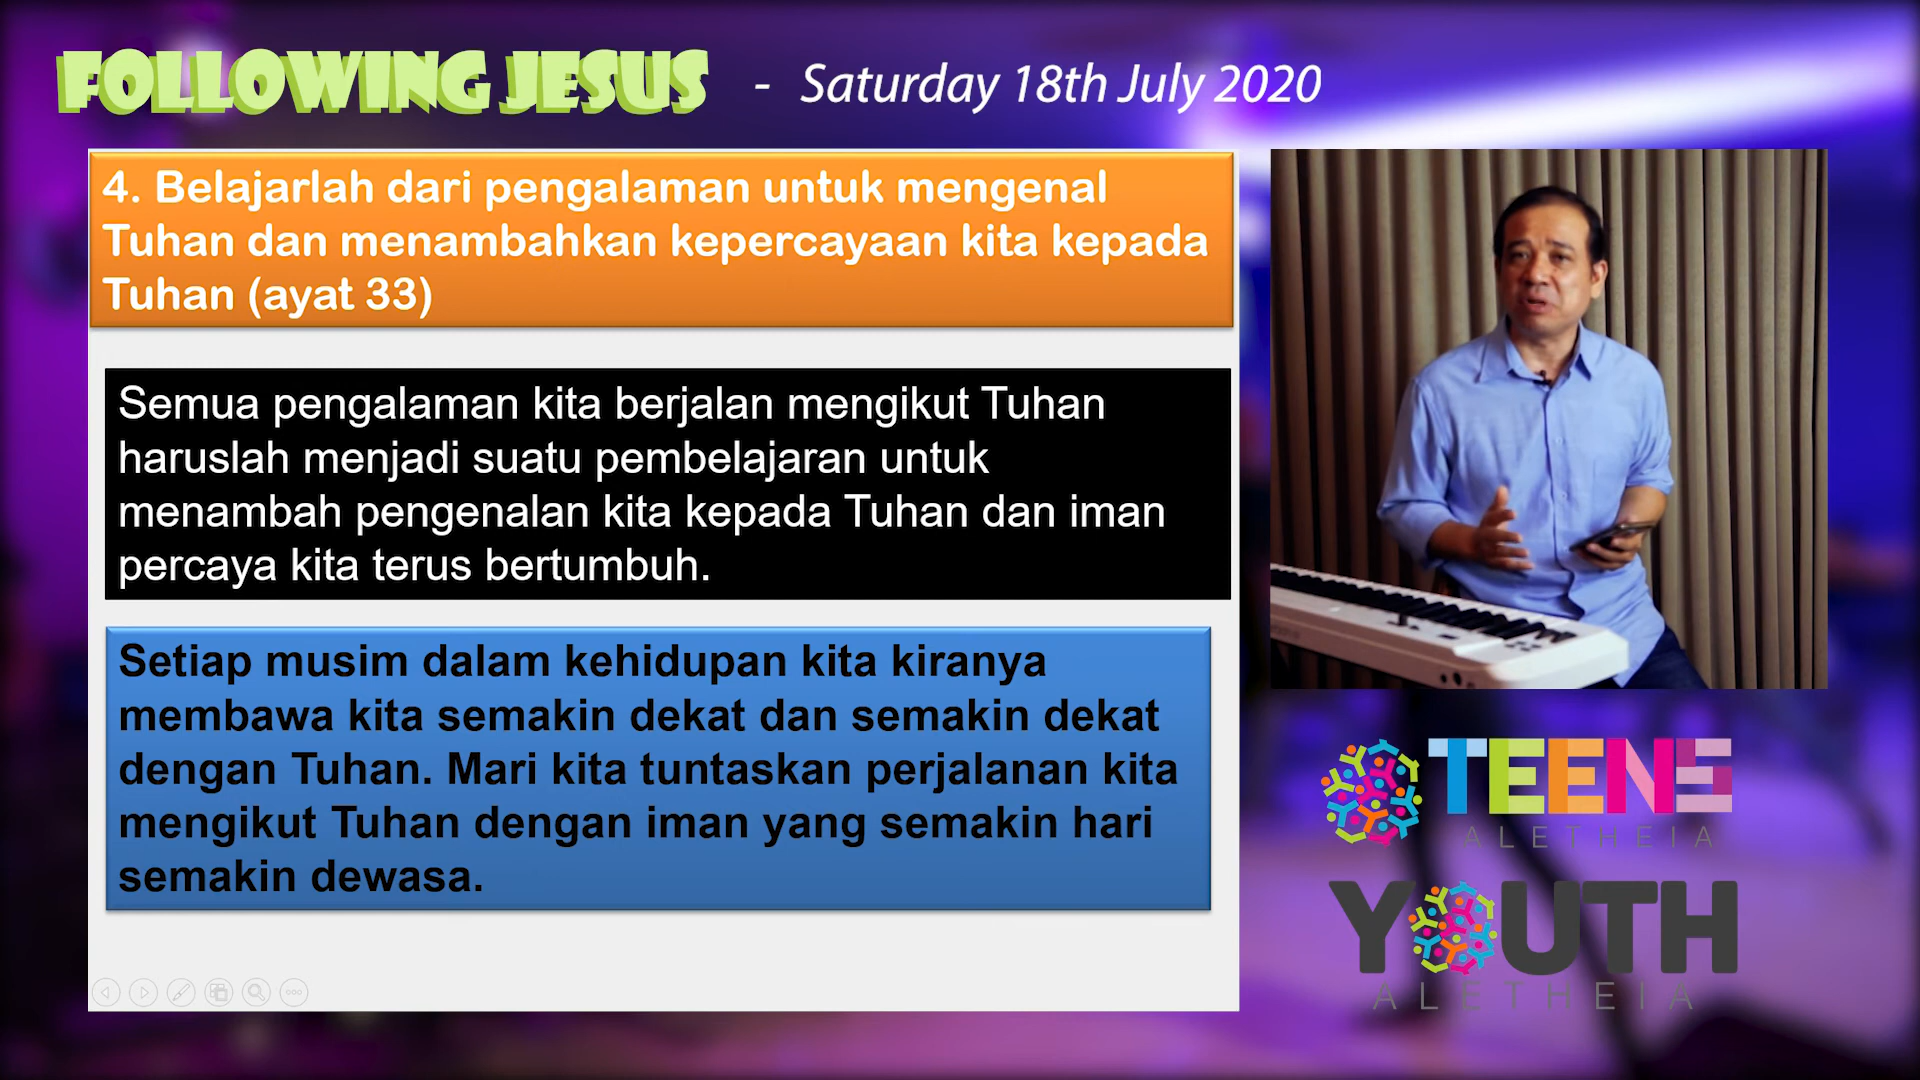 FOLLOWING JESUS - Saturday 18th July 2020
4. Belajarlah dari pengalaman untuk mengenal
Tuhan dan menambahkan kepercayaan kita kepada
Tuhan (ayat 33)
Semua pengalaman kita berjalan mengikut Tuhan
haruslah menjadi suatu pembelajaran untuk
menambah pengenalan kita kepada Tuhan dan iman
percaya kita terus bertumbuh.
Setiap musim dalam kehidupan kita kiranya
membawa kita semakin dekat dan semakin dekat
dengan Tuhan. Mari kita tuntaskan perjalanan kita
mengikut Tuhan dengan iman yang semakin hari
semakin dewasa.
TEENS
ALETHEIA
YOUTH
ALETHEIA